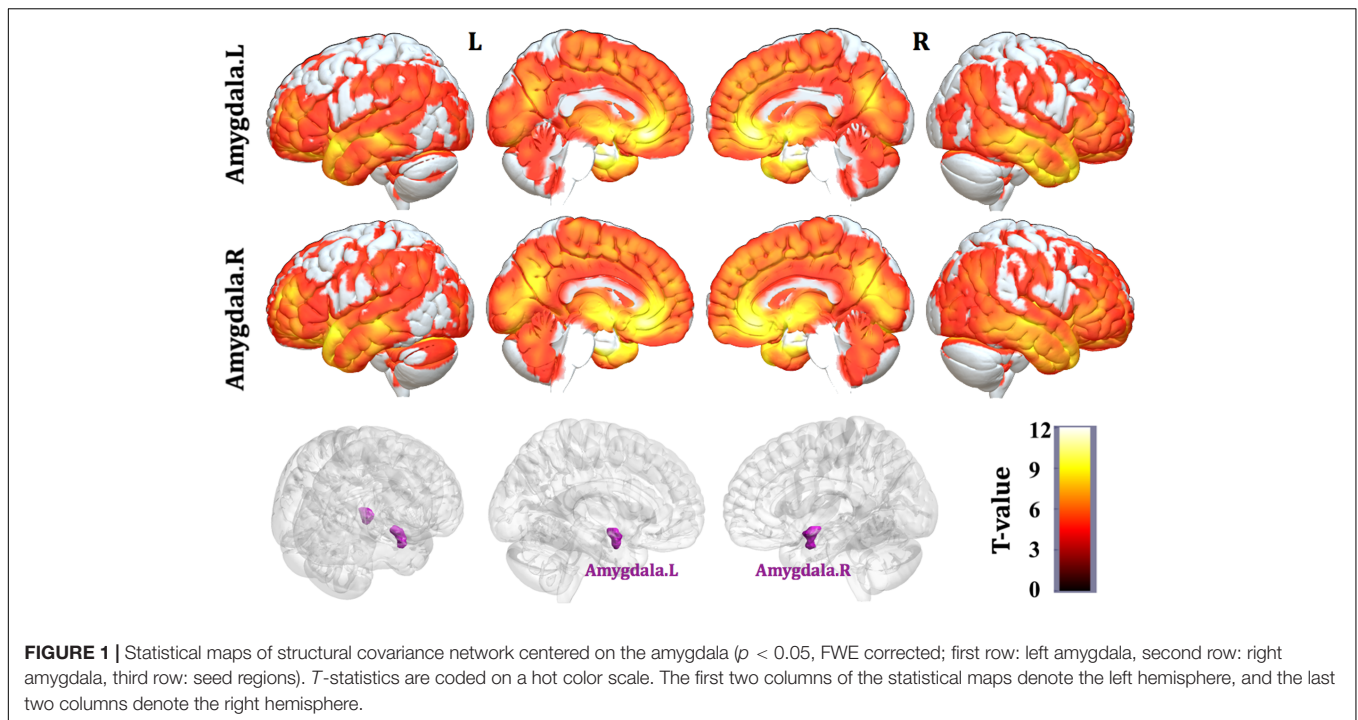 L
R
Amygdala.L
Amygdala.R
Amygdala.L
Amygdala.R
T-value
12
9
6
3
0
FIGURE 1 | Statistical maps of structural covariance network centered on the amygdala (p < 0.05, FWE corrected; first row: left amygdala, second row: right
amygdala, third row: seed regions). T-statistics are coded on a hot color scale. The first two columns of the statistical maps denote the left hemisphere, and the last
two columns denote the right hemisphere.